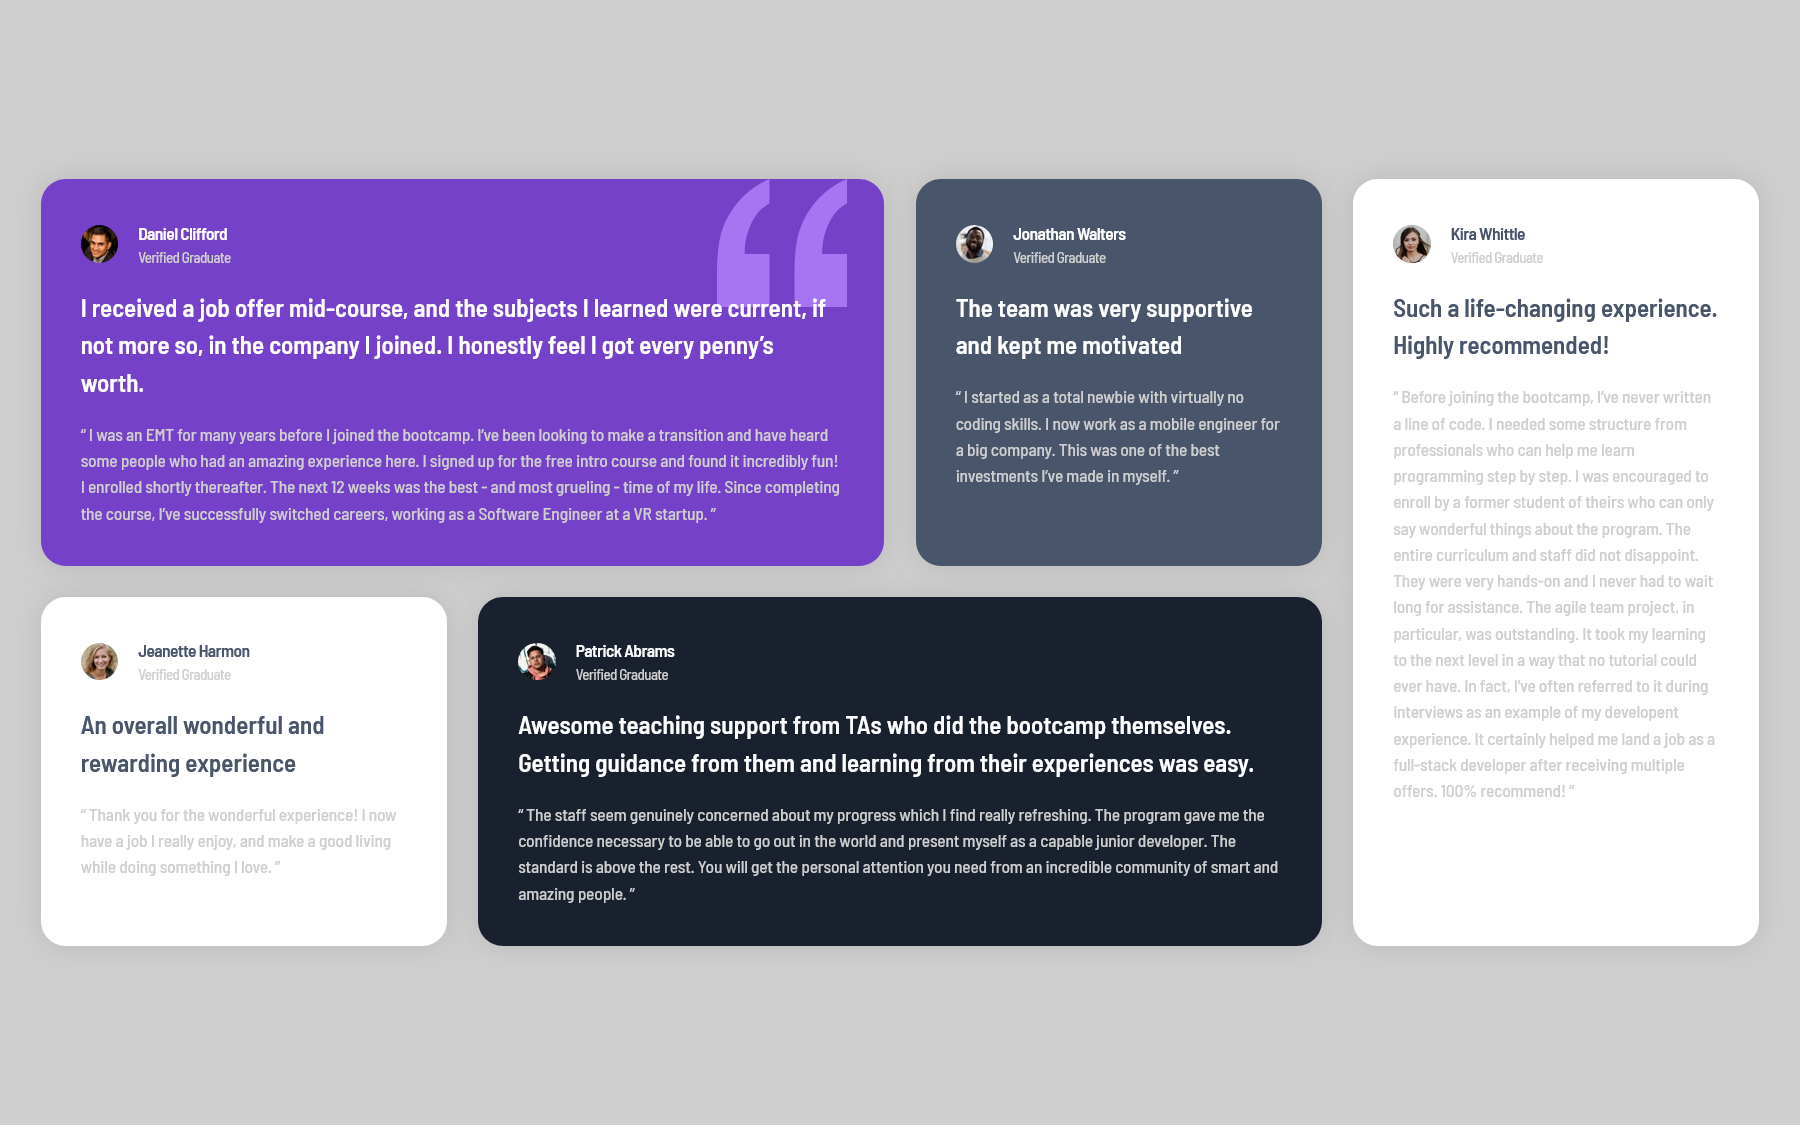 Daniel Clifford
Verified Graduate
I received a job offer mid-course, and the subjects I learned were current, if
not more so, in the company I joined. I honestly feel I got every penny’s
worth.
“ I was an EMT for many years before I joined the bootcamp. I’ve been looking to make a transition and have heard
some people who had an amazing experience here. I signed up for the free intro course and found it incredibly fun!
I enrolled shortly thereafter. The next 12 weeks was the best - and most grueling - time of my life. Since completing
the course, I’ve successfully switched careers, working as a Software Engineer at a VR startup. ”
Jonathan Walters
Verified Graduate
The team was very supportive
and kept me motivated
“ I started as a total newbie with virtually no
coding skills. I now work as a mobile engineer for
a big company. This was one of the best
investments I’ve made in myself. ”
Kira Whittle
Verified Graduate
Such a life-changing experience.
Highly recommended!
“ Before joining the bootcamp, I’ve never written
a line of code. I needed some structure from
professionals who can help me learn
programming step by step. I was encouraged to
enroll by a former student of theirs who can only
say wonderful things about the program. The
entire curriculum and staff did not disappoint.
They were very hands-on and I never had to wait
long for assistance. The agile team project, in
particular, was outstanding. It took my learning
to the next level in a way that no tutorial could
ever have. In fact, I’ve often referred to it during
interviews as an example of my developent
experience. It certainly helped me land a job as a
full-stack developer after receiving multiple
offers. 100% recommend! ”
Jeanette Harmon
Verified Graduate
An overall wonderful and
rewarding experience
“ Thank you for the wonderful experience! I now
have a job I really enjoy, and make a good living
while doing something I love. ”
Patrick Abrams
Verified Graduate
Awesome teaching support from TAs who did the bootcamp themselves.
Getting guidance from them and learning from their experiences was easy.
“ The staff seem genuinely concerned about my progress which I find really refreshing. The program gave me the
confidence necessary to be able to go out in the world and present myself as a capable junior developer. The
standard is above the rest. You will get the personal attention you need from an incredible community of smart and
amazing people. ”